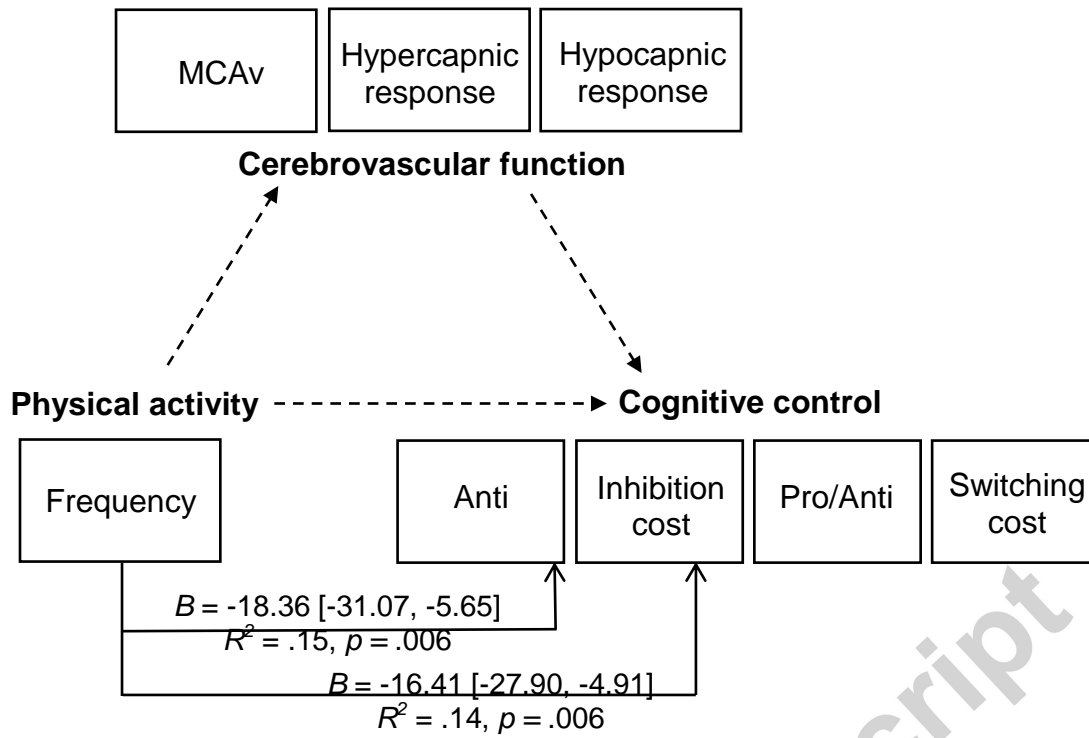 MCAv
Hypercapnic
response
Hypocapnic
response
Cerebrovascular function
Physical activity
Cognitive control
Frequency
Anti
Inhibition
cost
Pro/Anti
Switching
cost
B = -18.36 [-31.07, -5.65]
R² = .15, p = .006
B = -16.41 [-27.90, -4.91]
R² = .14, p = .006
cript